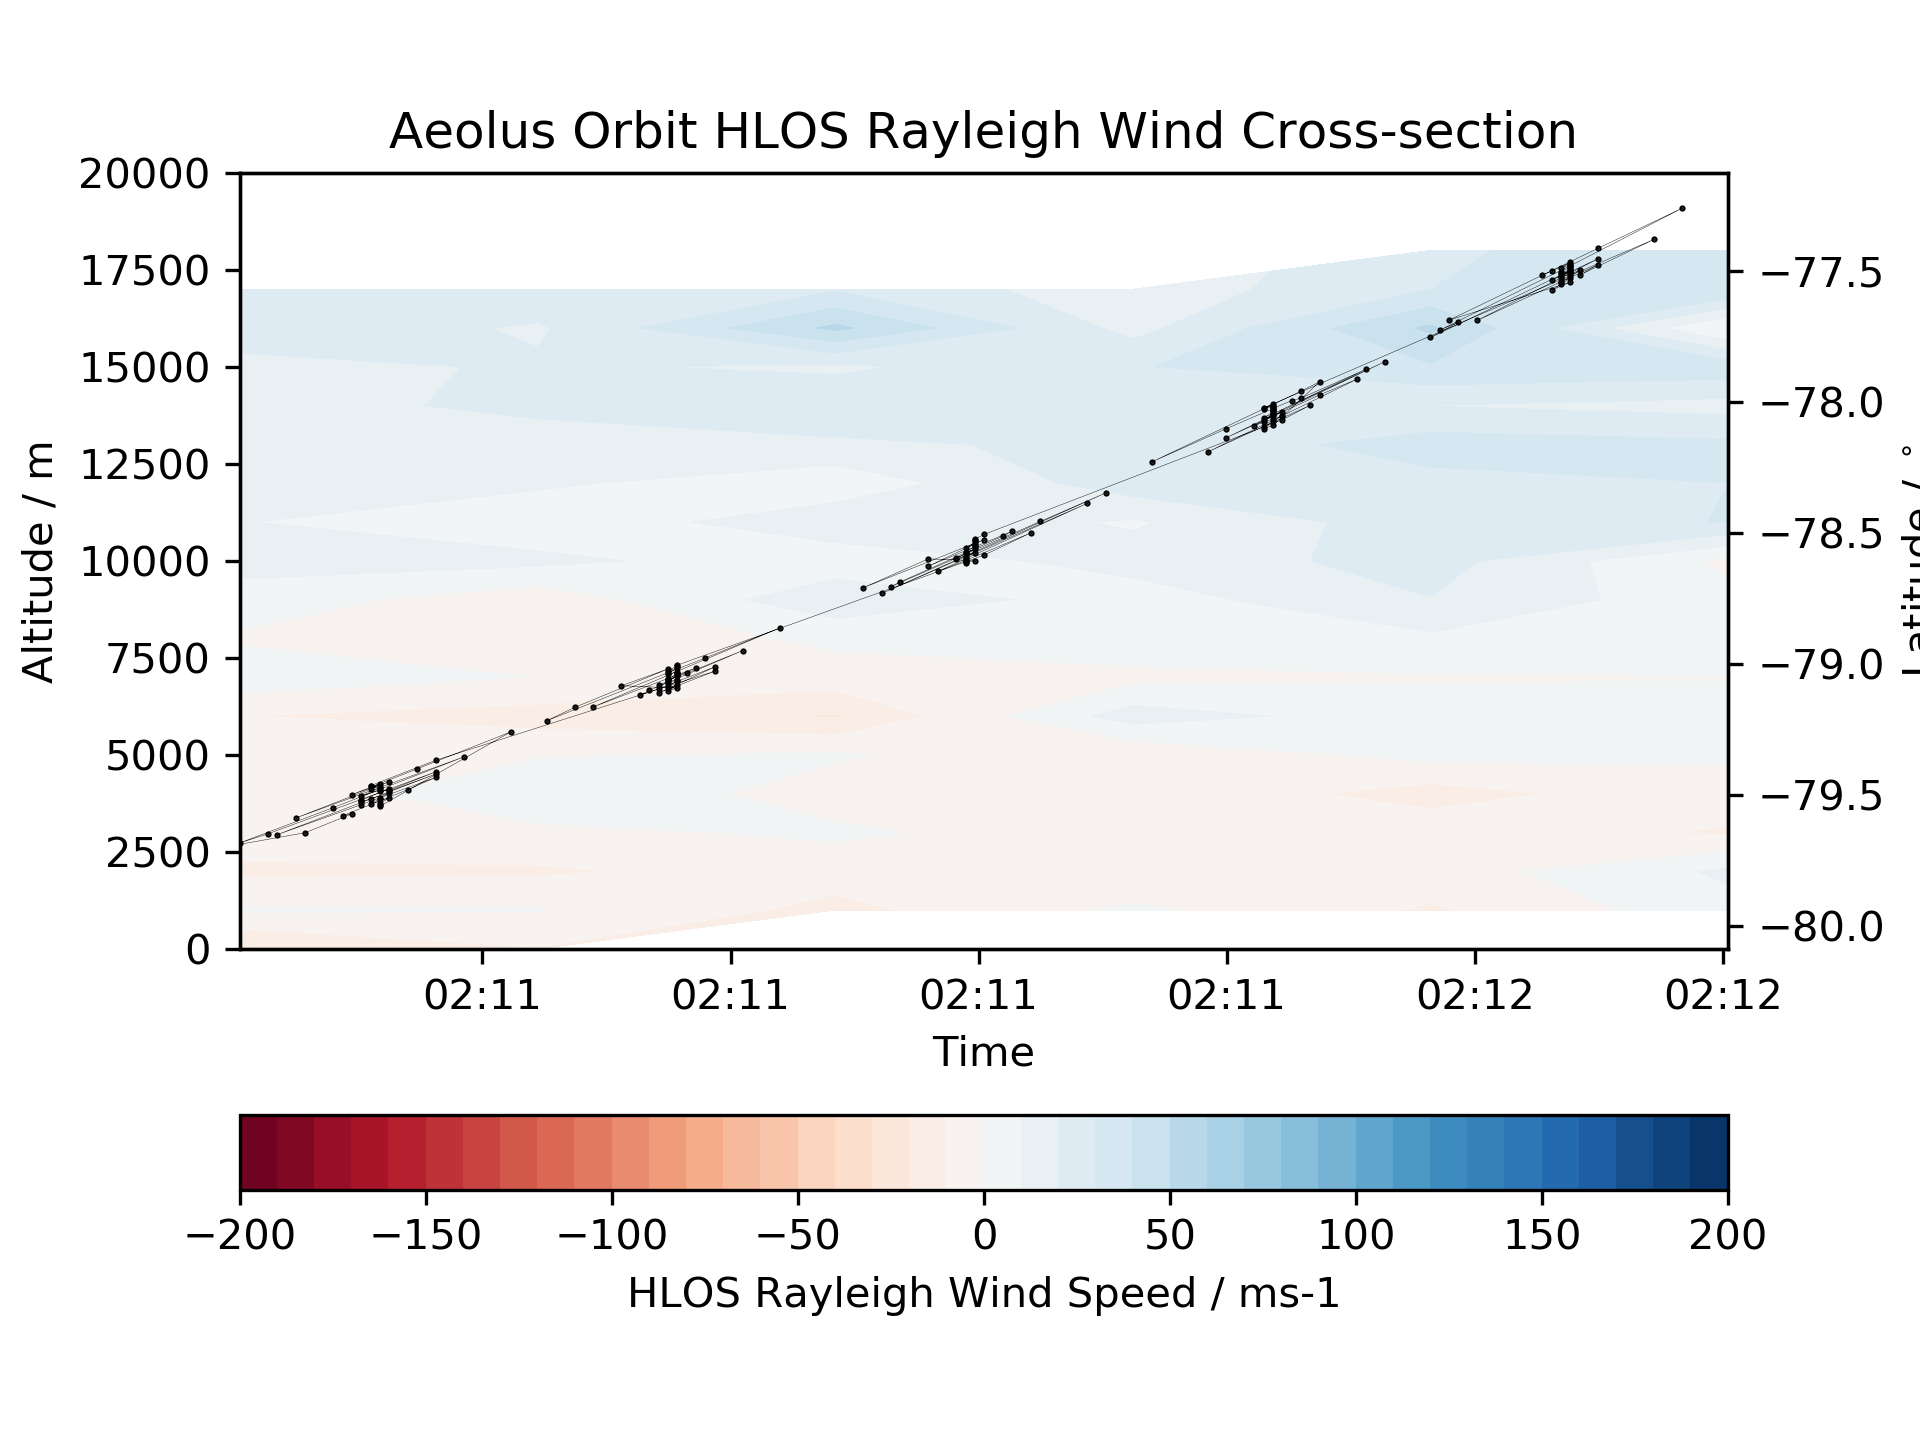 Aeolus Orbit HLOS Rayleigh Wind Cross-section
20000
17500
15000
12500
10000
7500
5000
2500
0
Altitude / m
−77.5
−78.0
−78.5
−79.0
−79.5
−80.0
Latitude / °
02:11 02:11 02:11 02:11 02:12 02:12
Time
−200 −150 −100 −50 0 50 100 150 200
HLOS Rayleigh Wind Speed / ms-1